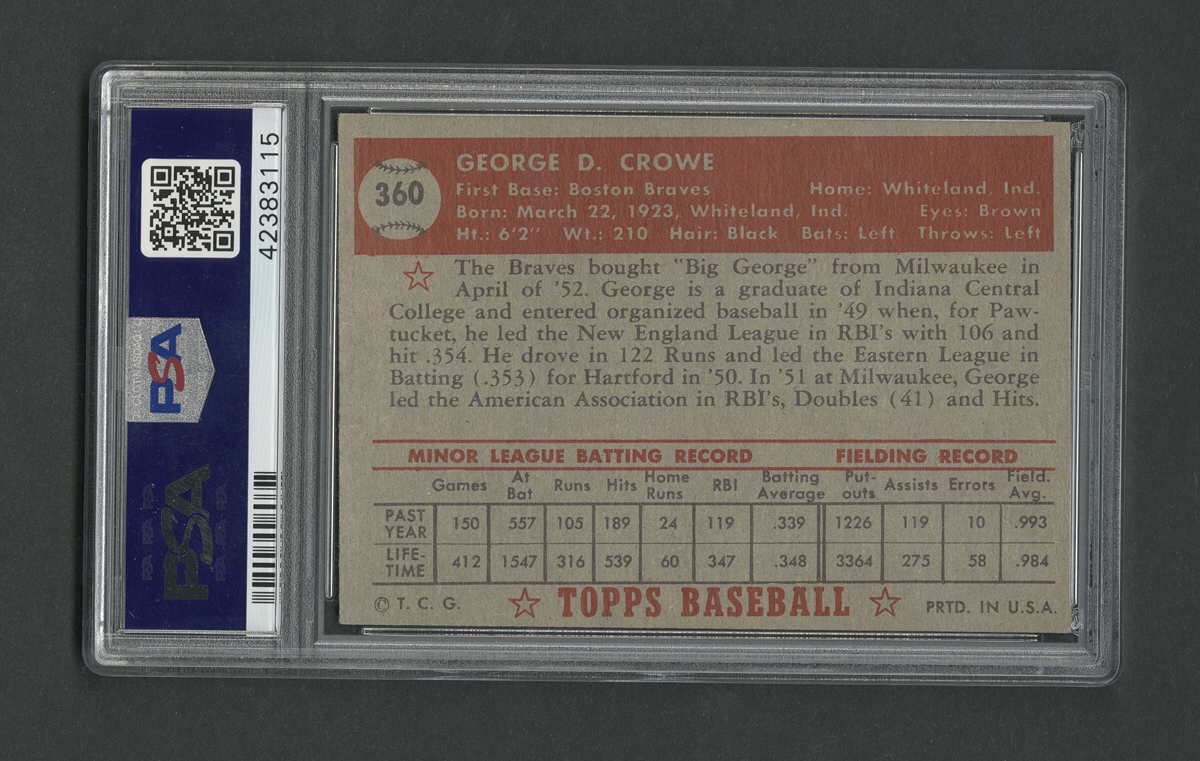 42383115
PSA
PSA
360
GEORGE D. CROWE
First Base: Boston Braves Home: Whiteland, Ind.
Born: March 22, 1923, Whiteland, Ind. Eyes: Brown
Ht.: 6'2" Wt.: 210 Hair: Black Bats: Left Throws: Left
The Braves bought "Big George" from Milwaukee in
April of '52. George is a graduate of Indiana Central
College and entered organized baseball in '49 when, for Paw-
tucket, he led the New England League in RBI's with 106 and
hit .354. He drove in 122 Runs and led the Eastern League in
Batting (.353) for Hartford in '50. In '51 at Milwaukee, George
led the American Association in RBI's, Doubles (41) and Hits.
MINOR LEAGUE BATTING RECORD FIELDING RECORD
Games At Bat Runs Hits Home Runs RBI Batting Average Put-outs Assists Errors Field. Avg.
PAST YEAR 150 557 105 189 24 119 .339 1226 119 10 .993
LIFE-TIME 412 1547 316 539 60 347 .348 3364 275 58 .984
© T. C. G. TOPPS BASEBALL PRTD. IN U.S.A.